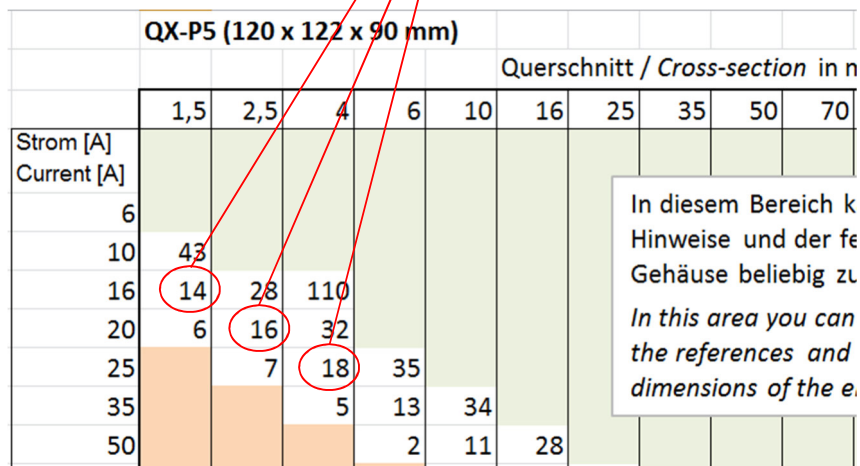 QX-P5 (120 x 122 x 90 mm)
Querschnitt / Cross-section in
1,5 2,5 4 6 10 16 25 35 50 70
Strom [A]
Current [A]
6
10 43
16 14 28 110
20 6 16 32
25 7 18 35
35 5 13 34
50 2 11 28
In diesem Bereich
Hinweise und der
Gehäuse beliebig
In this area you can
the references and
dimensions of the